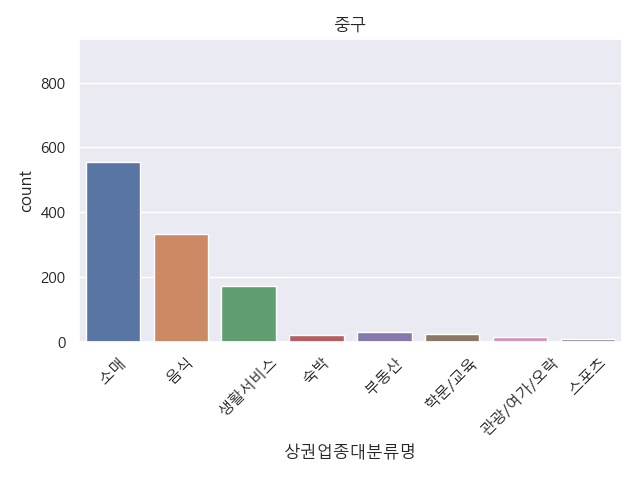 중구
count
800
600
400
200
0
소매
음식
생활서비스
숙박
부동산
학문/교육
관광/여가/오락
스포츠
상권업종대분류명